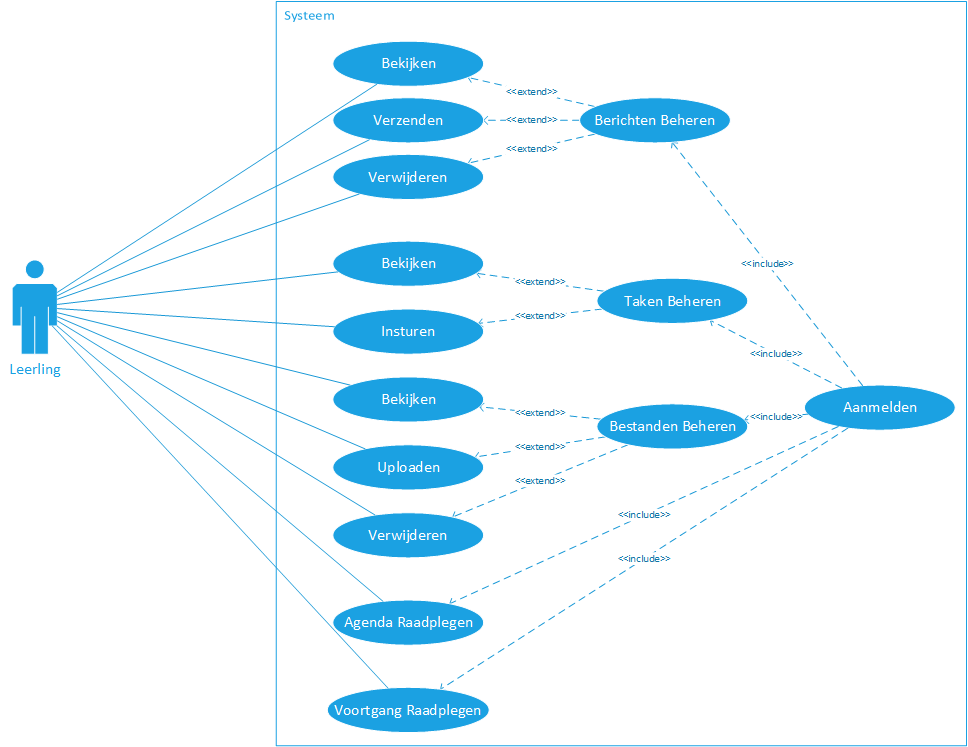 Systeem
Bekijken
<<extend>>
Verzenden
<<extend>>
Berichten Beheren
<<extend>>
Verwijderen
Bekijken
<<include>>
<<extend>>
Taken Beheren
<<extend>>
Insturen
Leerling
<<include>>
Bekijken
Aanmelden
<<extend>>
<<include>>
Bestanden Beheren
<<extend>>
Uploaden
<<extend>>
<<include>>
Verwijderen
<<include>>
Agenda Raadplegen
Voortgang Raadplegen